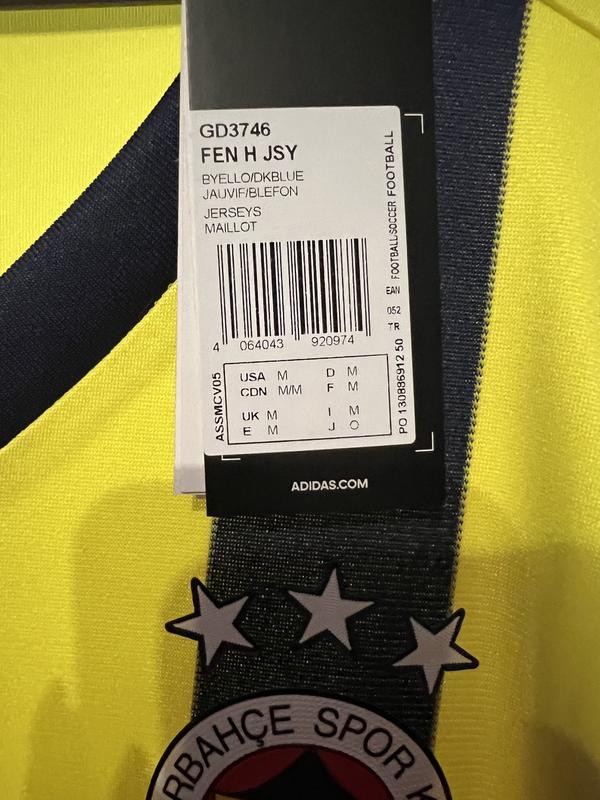 GD3746
FEN H JSY
BYELLO/DKBLUE
JAUVIF/BLEFON
JERSEYS
MAILLOT
FOOTBALL/SOCCER FOOTBALL
EAN
052
TR
4 064043 920974
ASSMCV05
USA M D M
CDN M/M F M
UK M I M
E M J O
PO 130886912 50
ADIDAS.COM
RBAHÇE SPOR K